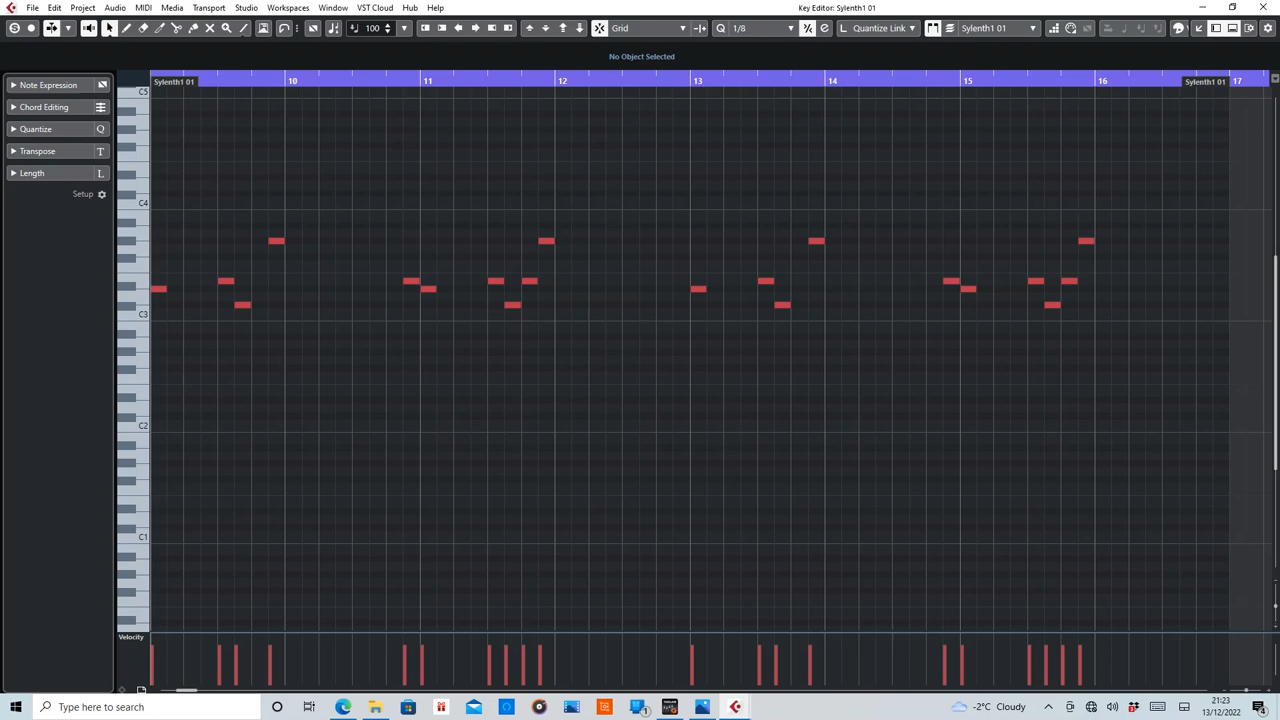 File Edit Project Audio MIDI Media Transport Studio Workspaces Window VST Cloud Hub Help
Key Editor: Sylenth1 01
S 100 Grid Q 1/8 Quantize Link Sylenth1 01
No Object Selected
Sylenth1 01 10 11 12 13 14 15 16 Sylenth1 01 17
Note Expression
Chord Editing
Quantize Q
Transpose T
Length L
Setup
C5
C4
C3
C2
C1
Velocity
Type here to search
1
-2°C Cloudy
21:23
13/12/2022
4